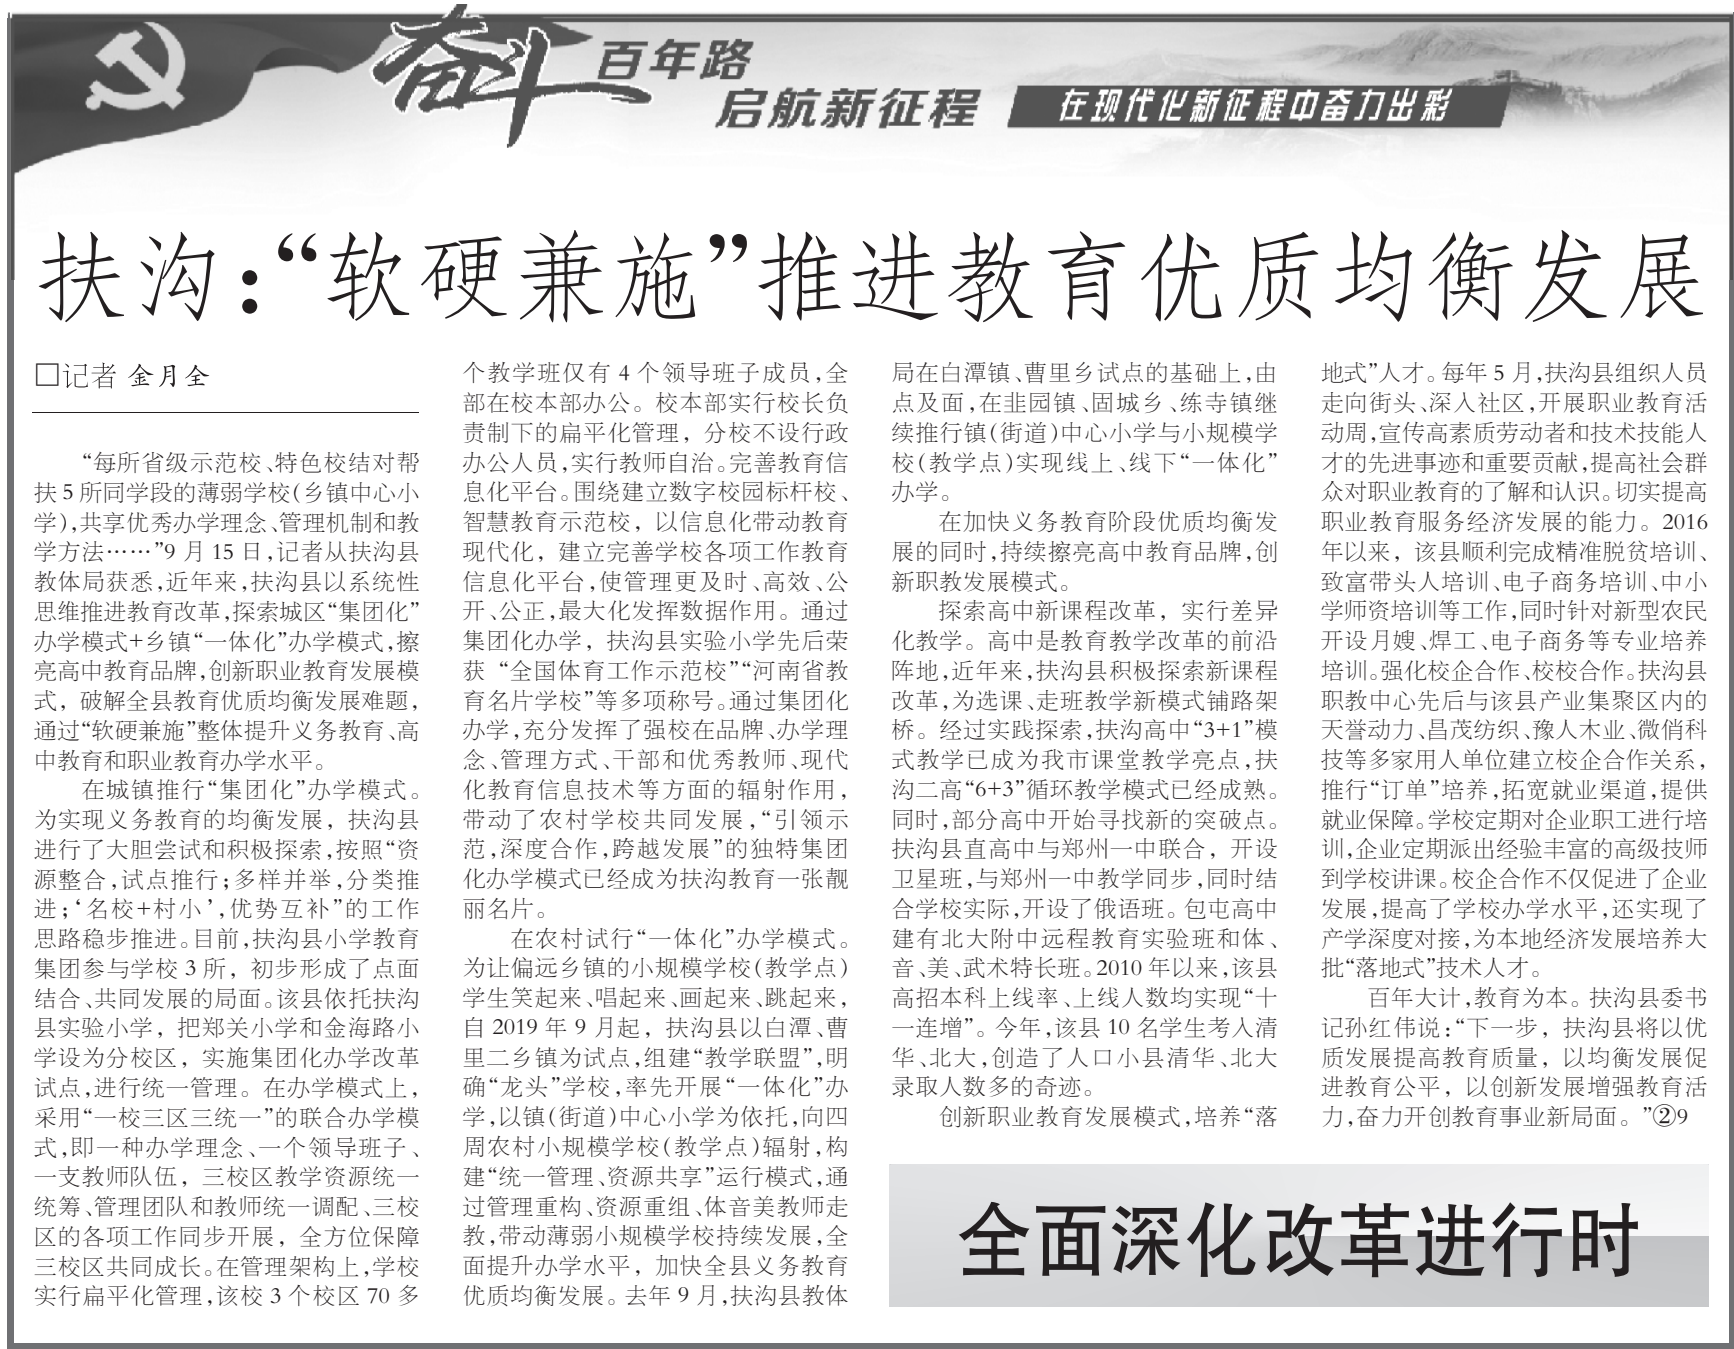 奋斗百年路
启航新征程
在现代化新征程中奋力出彩
扶沟:“软硬兼施”推进教育优质均衡发展
□记者 金月全
“每所省级示范校、特色校结对帮
扶5所同学段的薄弱学校(乡镇中心小
学),共享优秀办学理念、管理机制和教
学方法……”9月15日,记者从扶沟县
教体局获悉,近年来,扶沟县以系统性
思维推进教育改革,探索城区“集团化”
办学模式+乡镇“一体化”办学模式,擦
亮高中教育品牌,创新职业教育发展模
式,破解全县教育优质均衡发展难题,
通过“软硬兼施”整体提升义务教育、高
中教育和职业教育办学水平。
在城镇推行“集团化”办学模式。
为实现义务教育的均衡发展,扶沟县
进行了大胆尝试和积极探索,按照“资
源整合,试点推行;多样并举,分类推
进;‘名校+村小’,优势互补”的工作
思路稳步推进。目前,扶沟县小学教育
集团参与学校3所,初步形成了点面
结合、共同发展的局面。该县依托扶沟
县实验小学,把郑关小学和金海路小
学设为分校区,实施集团化办学改革
试点,进行统一管理。在办学模式上,
采用“一校三区三统一”的联合办学模
式,即一种办学理念、一个领导班子、
一支教师队伍,三校区教学资源统一
统筹、管理团队和教师统一调配、三校
区的各项工作同步开展,全方位保障
三校区共同成长。在管理架构上,学校
实行扁平化管理,该校3个校区70多
个教学班仅有4个领导班子成员,全
部在校本部办公。校本部实行校长负
责制下的扁平化管理,分校不设行政
办公人员,实行教师自治。完善教育信
息化平台。围绕建立数字校园标杆校、
智慧教育示范校,以信息化带动教育
现代化,建立完善学校各项工作教育
信息化平台,使管理更及时、高效、公
开、公正,最大化发挥数据作用。通过
集团化办学,扶沟县实验小学先后荣
获“全国体育工作示范校”“河南省教
育名片学校”等多项称号。通过集团化
办学,充分发挥了强校在品牌、办学理
念、管理方式、干部和优秀教师、现代
化教育信息技术等方面的辐射作用,
带动了农村学校共同发展,“引领示
范,深度合作,跨越发展”的独特集团
化办学模式已经成为扶沟教育一张靓
丽名片。
在农村试行“一体化”办学模式。
为让偏远乡镇的小规模学校(教学点)
学生笑起来、唱起来、画起来、跳起来,
自2019年9月起,扶沟县以白潭、曹
里二乡镇为试点,组建“教学联盟”,明
确“龙头”学校,率先开展“一体化”办
学,以镇(街道)中心小学为依托,向四
周农村小规模学校(教学点)辐射,构
建“统一管理、资源共享”运行模式,通
过管理重构、资源重组、体音美教师走
教,带动薄弱小规模学校持续发展,全
面提升办学水平,加快全县义务教育
优质均衡发展。去年9月,扶沟县教体
局在白潭镇、曹里乡试点的基础上,由
点及面,在韭园镇、固城乡、练寺镇继
续推行镇(街道)中心小学与小规模学
校(教学点)实现线上、线下“一体化”
办学。
在加快义务教育阶段优质均衡发
展的同时,持续擦亮高中教育品牌,创
新职教发展模式。
探索高中新课程改革,实行差异
化教学。高中是教育教学改革的前沿
阵地,近年来,扶沟县积极探索新课程
改革,为选课、走班教学新模式铺路架
桥。经过实践探索,扶沟高中“3+1”模
式教学已成为我市课堂教学亮点,扶
沟二高“6+3”循环教学模式已经成熟。
同时,部分高中开始寻找新的突破点。
扶沟县直高中与郑州一中联合,开设
卫星班,与郑州一中教学同步,同时结
合学校实际,开设了俄语班。包屯高中
建有北大附中远程教育实验班和体、
音、美、武术特长班。2010年以来,该县
高招本科上线率、上线人数均实现“十
一连增”。今年,该县10名学生考入清
华、北大,创造了人口小县清华、北大
录取人数多的奇迹。
创新职业教育发展模式,培养“落
地式”人才。每年5月,扶沟县组织人员
走向街头、深入社区,开展职业教育活
动周,宣传高素质劳动者和技术技能人
才的先进事迹和重要贡献,提高社会群
众对职业教育的了解和认识。切实提高
职业教育服务经济发展的能力。2016
年以来,该县顺利完成精准脱贫培训、
致富带头人培训、电子商务培训、中小
学师资培训等工作,同时针对新型农民
开设月嫂、焊工、电子商务等专业培养
培训。强化校企合作、校校合作。扶沟县
职教中心先后与该县产业集聚区内的
天誉动力、昌茂纺织、豫人木业、微俏科
技等多家用人单位建立校企合作关系,
推行“订单”培养,拓宽就业渠道,提供
就业保障。学校定期对企业职工进行培
训,企业定期派出经验丰富的高级技师
到学校讲课。校企合作不仅促进了企业
发展,提高了学校办学水平,还实现了
产学深度对接,为本地经济发展培养大
批“落地式”技术人才。
百年大计,教育为本。扶沟县委书
记孙红伟说:“下一步,扶沟县将以优
质发展提高教育质量,以均衡发展促
进教育公平,以创新发展增强教育活
力,奋力开创教育事业新局面。”②9
全面深化改革进行时